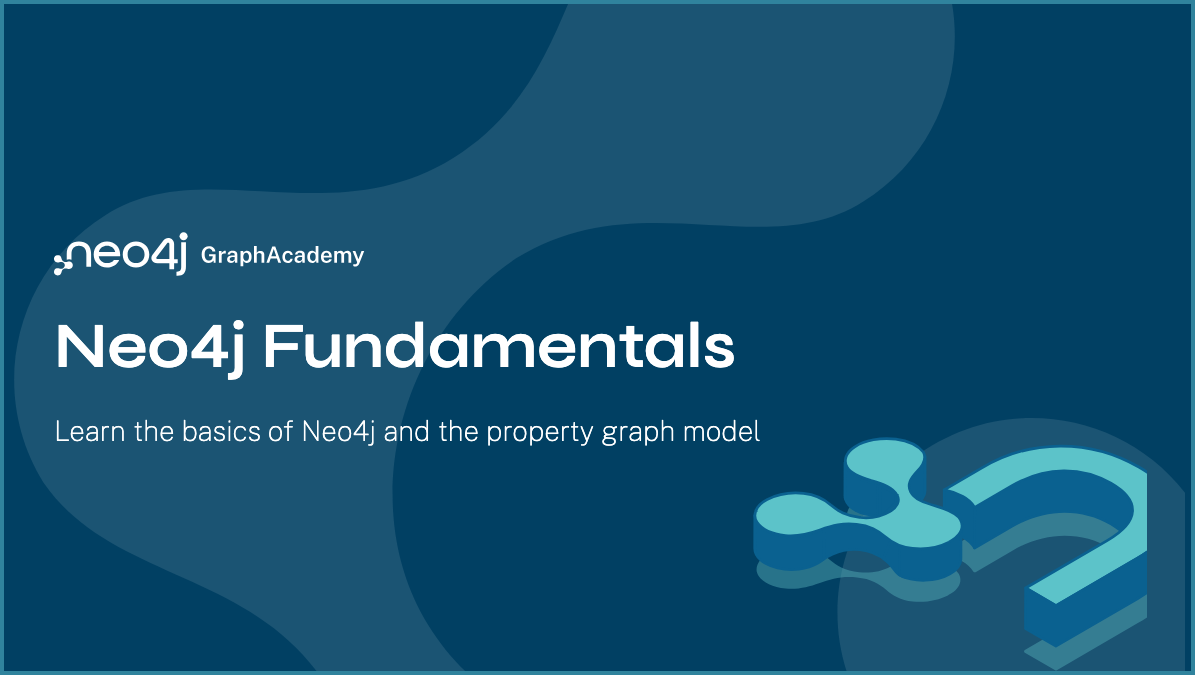 neo4j GraphAcademy
Neo4j Fundamentals
Learn the basics of Neo4j and the property graph model